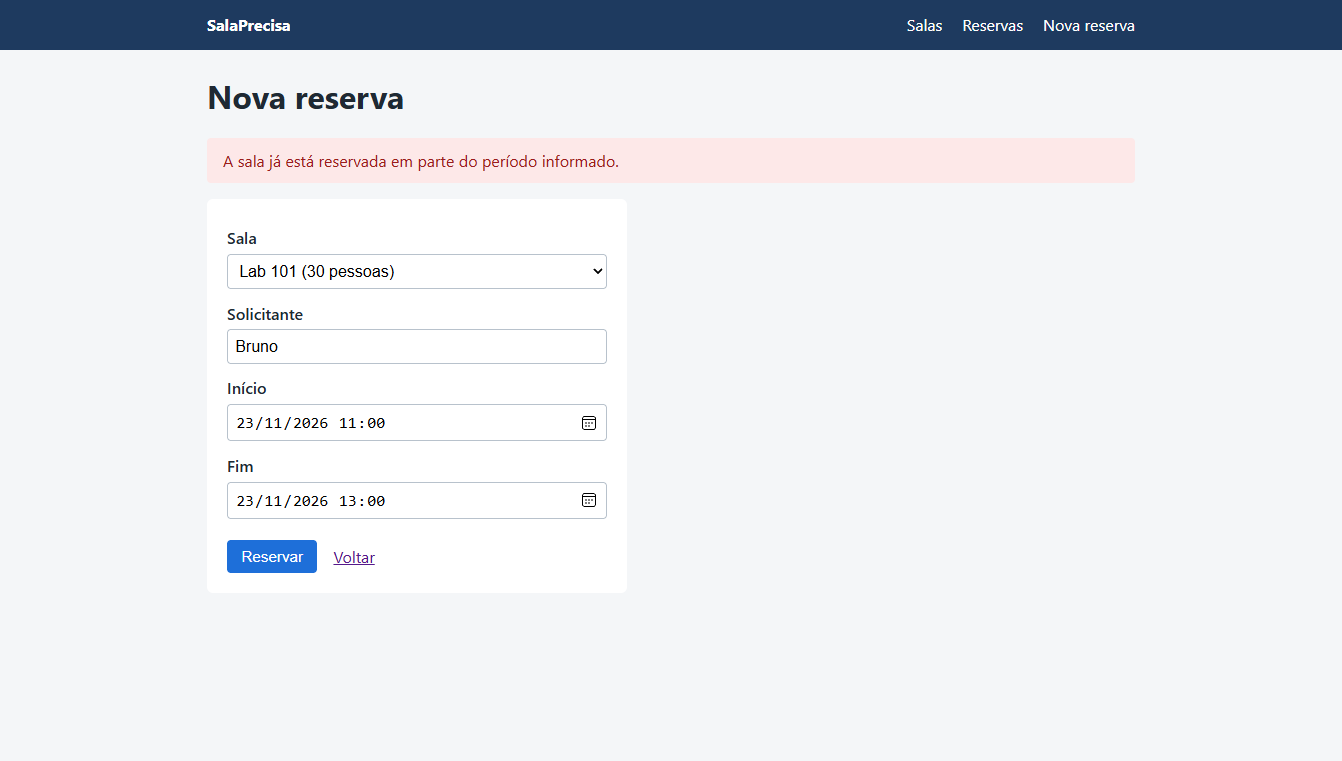 SalaPrecisa
Salas Reservas Nova reserva
Nova reserva
A sala já está reservada em parte do período informado.
Sala
Lab 101 (30 pessoas)
Solicitante
Bruno
Início
23/11/2026 11:00
Fim
23/11/2026 13:00
Reservar Voltar